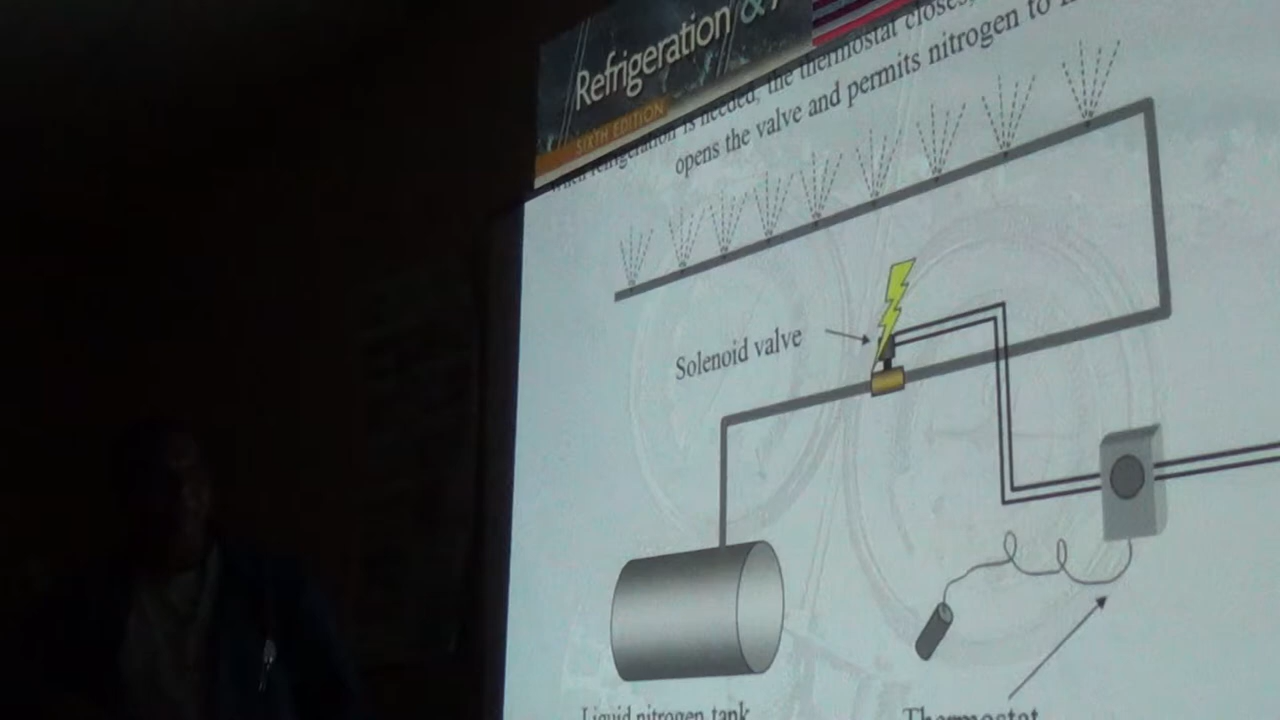 Refrigeration &
SIXTH EDITION
When refrigeration is needed, the thermostat closes,
opens the valve and permits nitrogen to
Solenoid valve
Liquid nitrogen tank
Thermostat